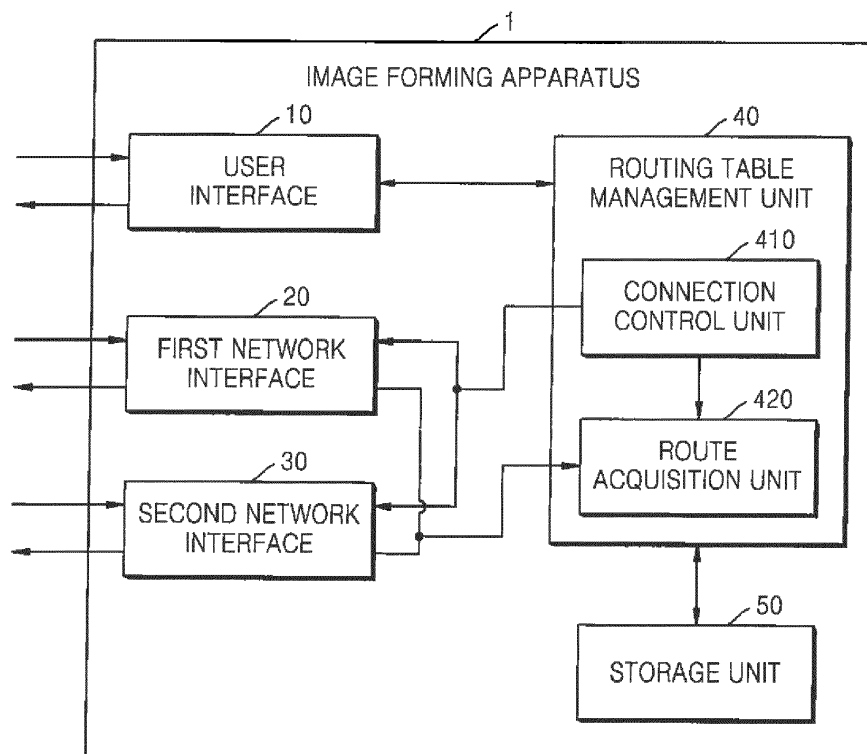 1
IMAGE FORMING APPARATUS
10
USER
INTERFACE
40
ROUTING TABLE
MANAGEMENT UNIT
410
CONNECTION
CONTROL UNIT
20
FIRST NETWORK
INTERFACE
420
ROUTE
ACQUISITION UNIT
30
SECOND NETWORK
INTERFACE
50
STORAGE UNIT